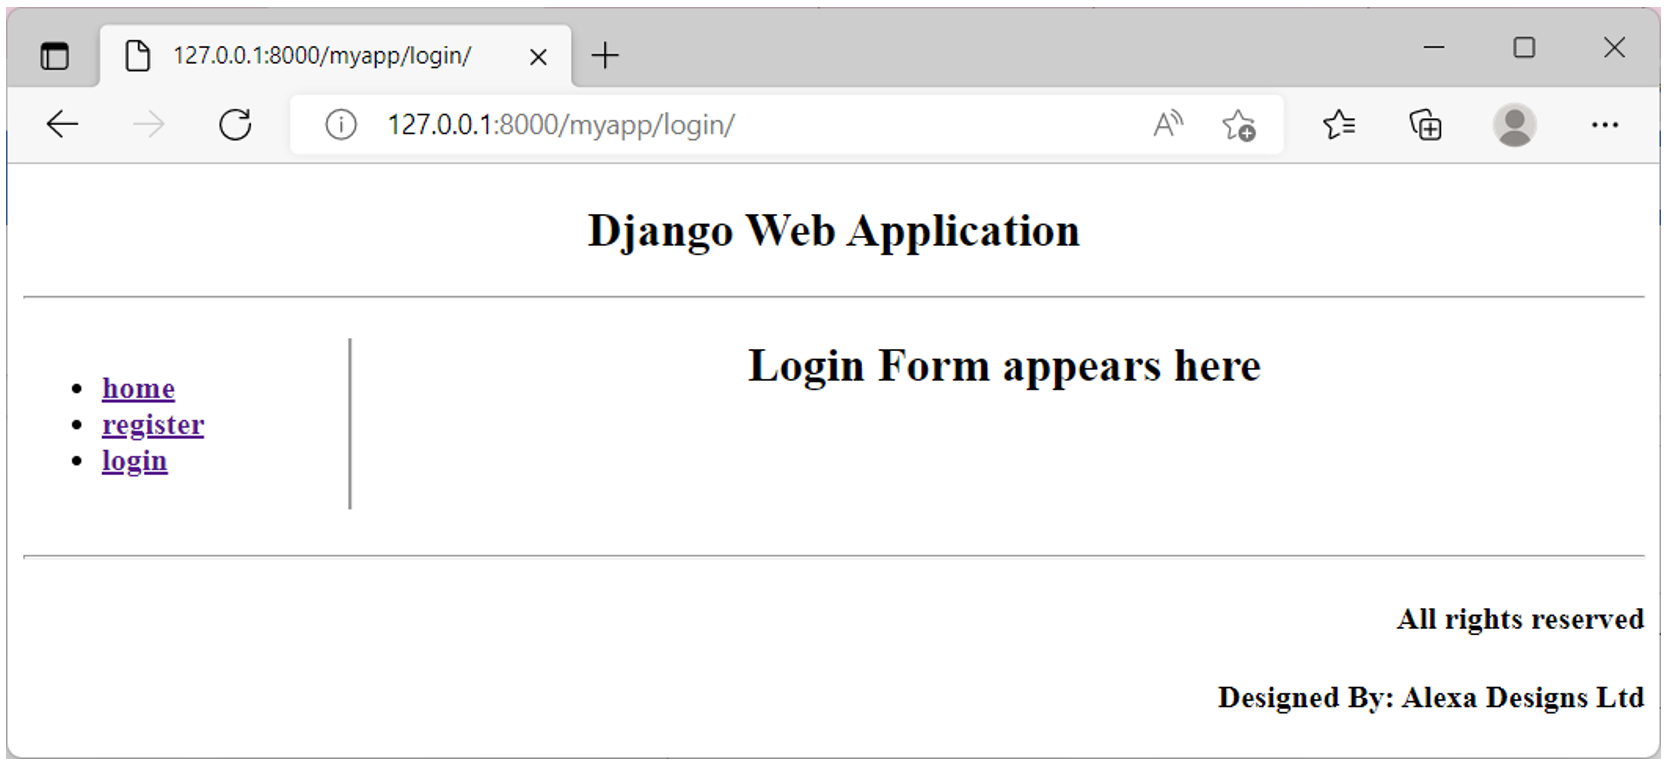 127.0.0.1:8000/myapp/login/
127.0.0.1:8000/myapp/login/
Django Web Application
Login Form appears here
home
register
login
All rights reserved
Designed By: Alexa Designs Ltd